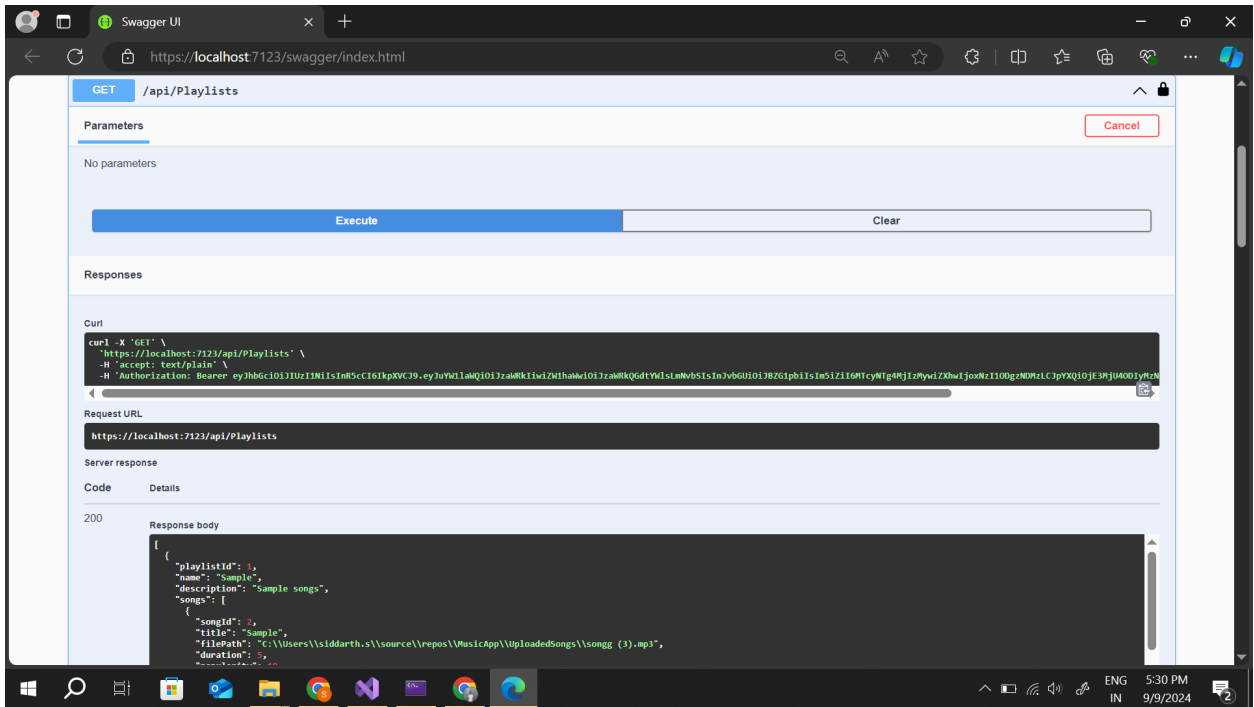 Swagger UI
https://localhost:7123/swagger/index.html
GET /api/Playlists
Parameters
Cancel
No parameters
Execute
Clear
Responses
Curl
curl -X 'GET' \
'https://localhost:7123/api/Playlists' \
-H 'accept: text/plain' \
-H 'Authorization: Bearer
Request URL
https://localhost:7123/api/Playlists
Server response
Code Details
200
Response body
[
{
"playlistId": 1,
"name": "Sample",
"description": "Sample songs",
"songs": [
{
"songId": 2,
"title": "Sample",
"filePath": "C:\\Users\\siddarth.s\\source\\repos\\MusicApp\\UploadedSongs\\songg (3).mp3",
"duration": 5,
ENG
IN
5:30 PM
9/9/2024
2